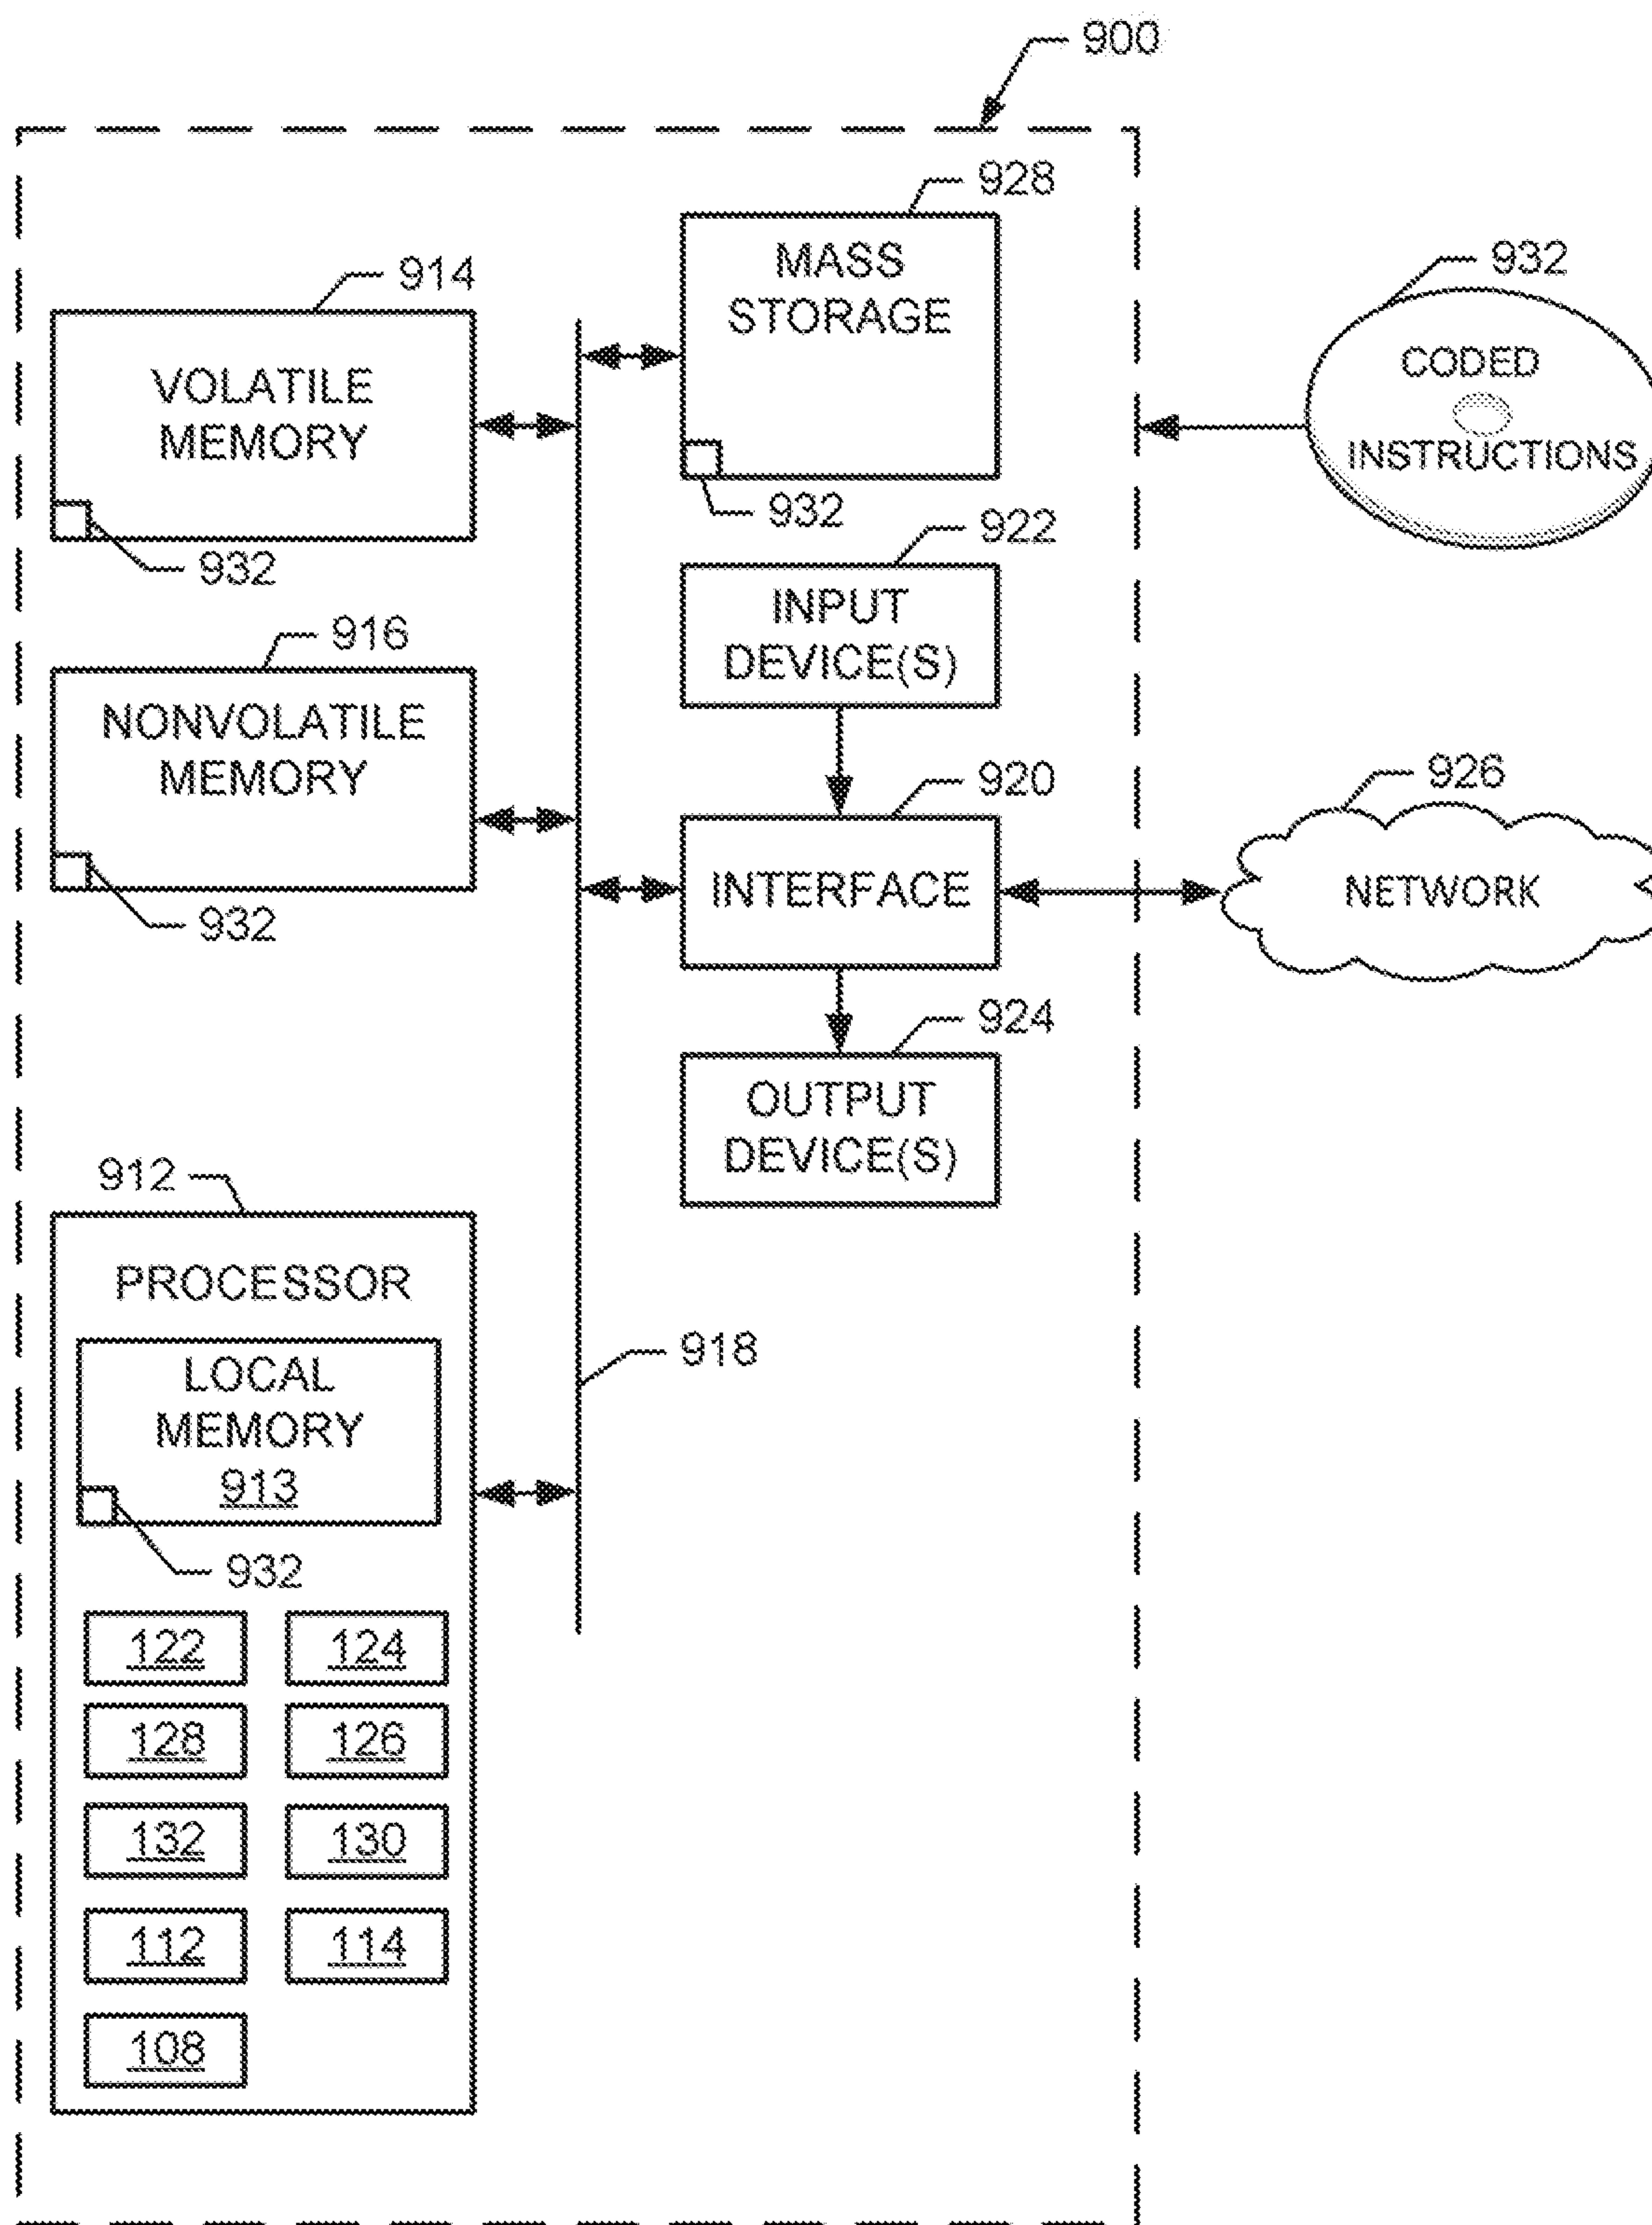 900
928
MASS
STORAGE
932
914
VOLATILE
MEMORY
932
932
CODED
INSTRUCTIONS
922
INPUT
DEVICE(S)
916
NONVOLATILE
MEMORY
932
920
INTERFACE
926
NETWORK
924
OUTPUT
DEVICE(S)
912
PROCESSOR
LOCAL
MEMORY
913
932
918
122 124
128 126
132 130
112 114
108